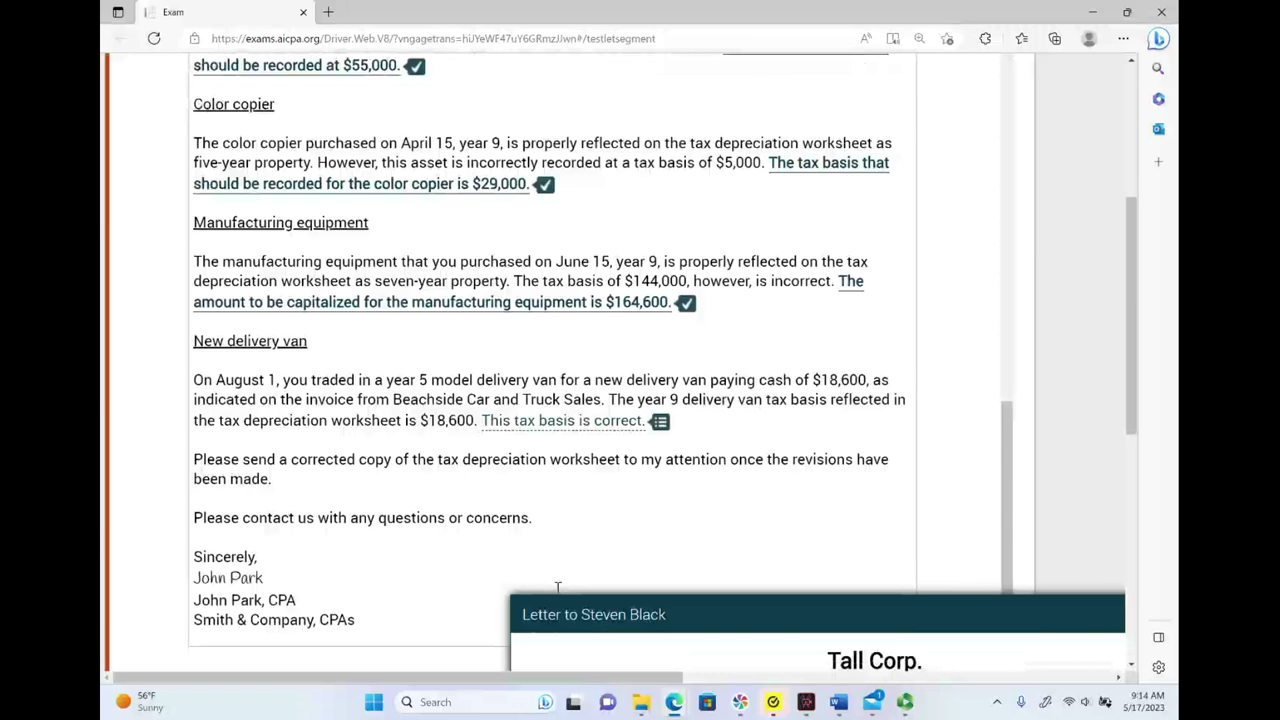 Exam
https://exams.aicpa.org/Driver.Web.V8/?vngagetrans=hiJYeWF47uY6GRmzJJwn#/testletsegment
should be recorded at $55,000.
Color copier
The color copier purchased on April 15, year 9, is properly reflected on the tax depreciation worksheet as
five-year property. However, this asset is incorrectly recorded at a tax basis of $5,000. The tax basis that
should be recorded for the color copier is $29,000.
Manufacturing equipment
The manufacturing equipment that you purchased on June 15, year 9, is properly reflected on the tax
depreciation worksheet as seven-year property. The tax basis of $144,000, however, is incorrect. The
amount to be capitalized for the manufacturing equipment is $164,600.
New delivery van
On August 1, you traded in a year 5 model delivery van for a new delivery van paying cash of $18,600, as
indicated on the invoice from Beachside Car and Truck Sales. The year 9 delivery van tax basis reflected in
the tax depreciation worksheet is $18,600. This tax basis is correct.
Please send a corrected copy of the tax depreciation worksheet to my attention once the revisions have
been made.
Please contact us with any questions or concerns.
Sincerely,
John Park
John Park, CPA
Smith & Company, CPAs
Letter to Steven Black
Tall Corp.
56°F
Sunny
Search
9:14 AM
5/17/2023